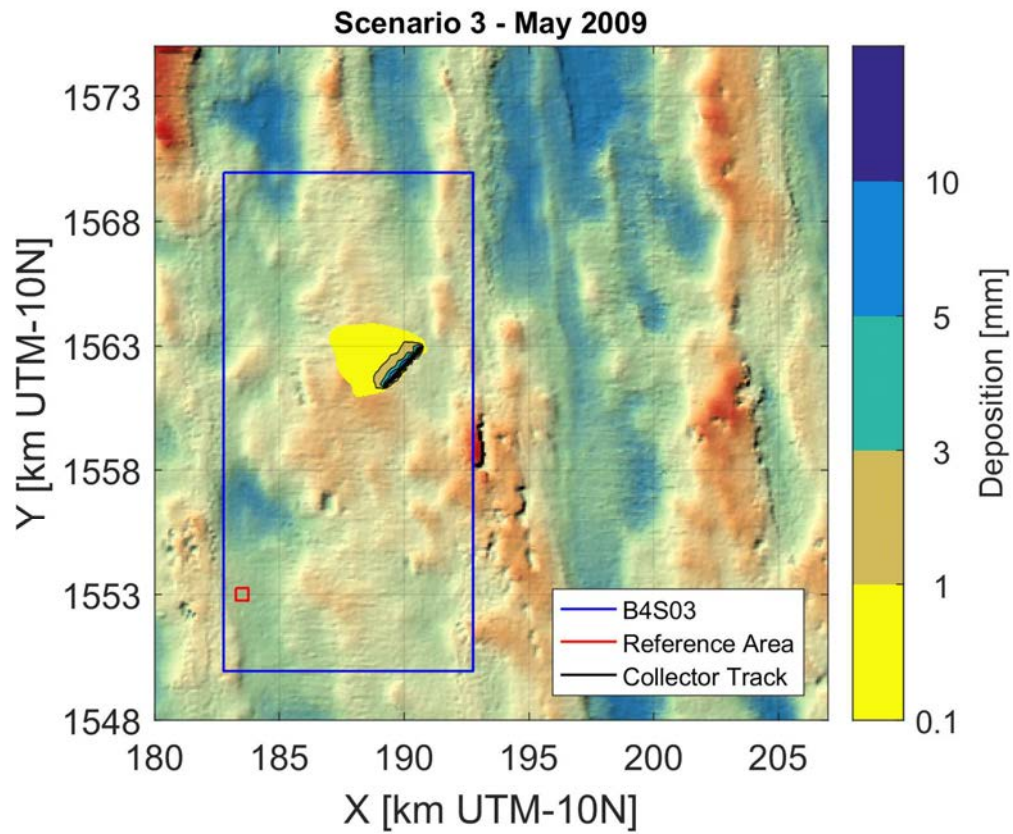 Scenario 3 - May 2009
Y [km UTM-10N]
1573
1568
1563
1558
1553
1548
180
185
190
195
200
205
X [km UTM-10N]
B4S03
Reference Area
Collector Track
10
5
3
1
0.1
Deposition [mm]